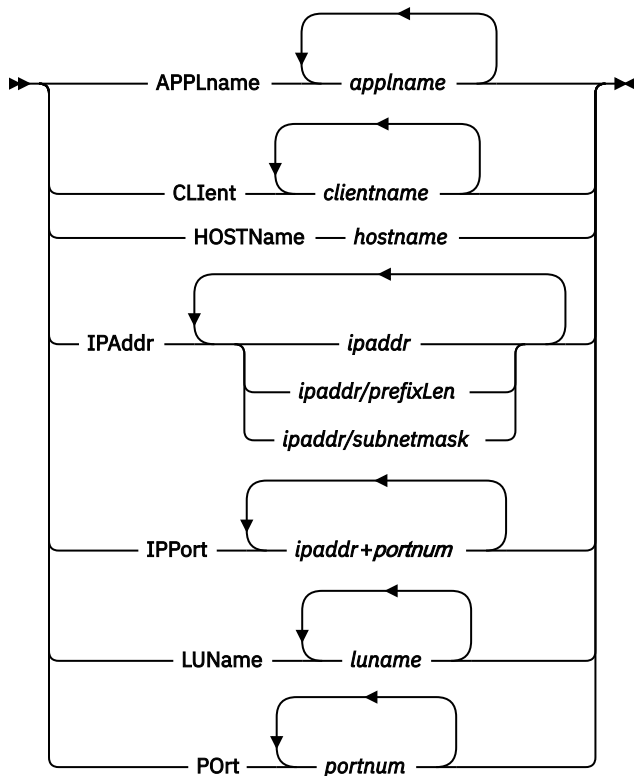 APPLname applname
CLIent clientname
HOSTName hostname
IPAddr ipaddr
ipaddr/prefixLen
ipaddr/subnetmask
IPPort ipaddr+portnum
LUName luname
POrt portnum